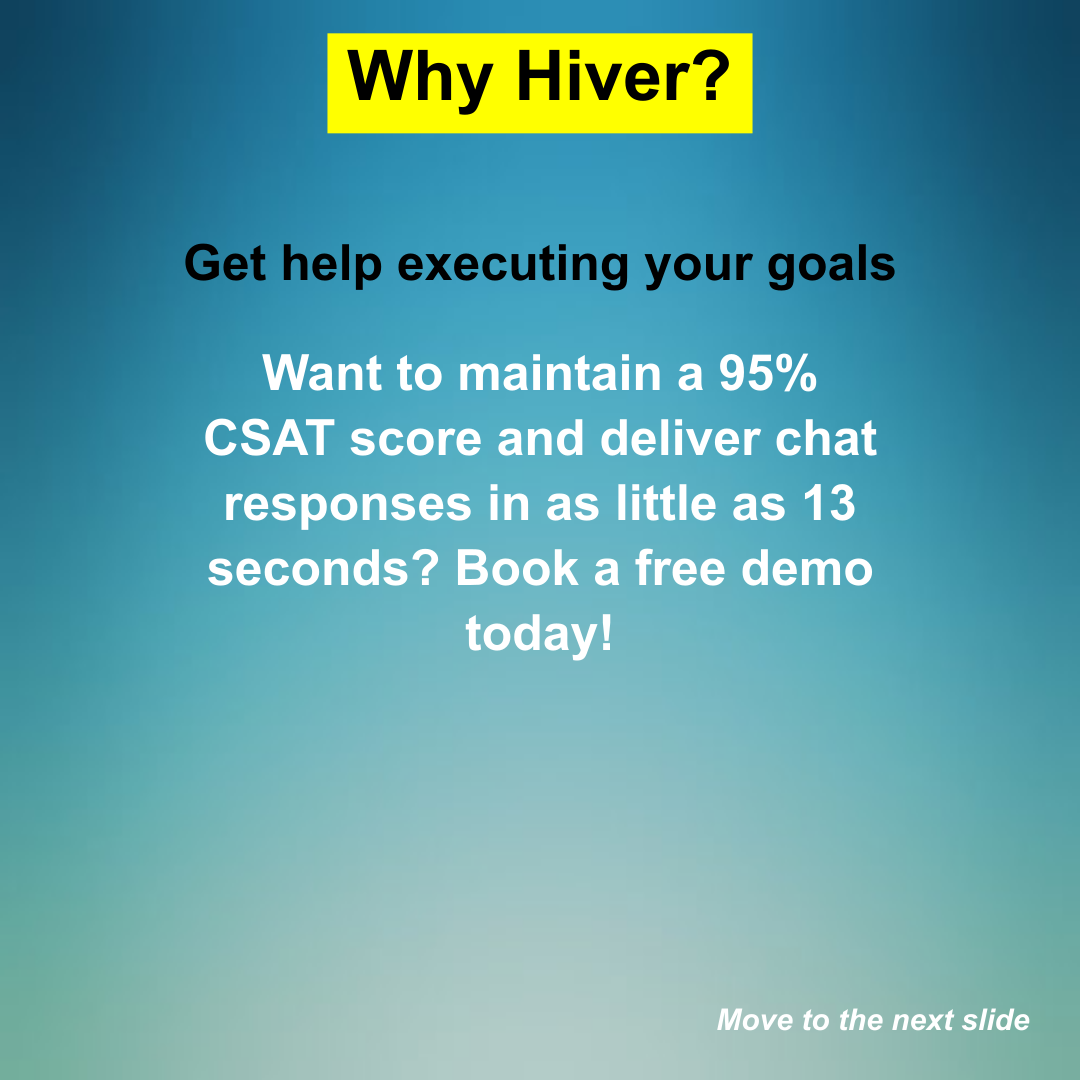 Why Hiver?
Get help executing your goals
Want to maintain a 95%
CSAT score and deliver chat
responses in as little as 13
seconds? Book a free demo
today!
Move to the next slide